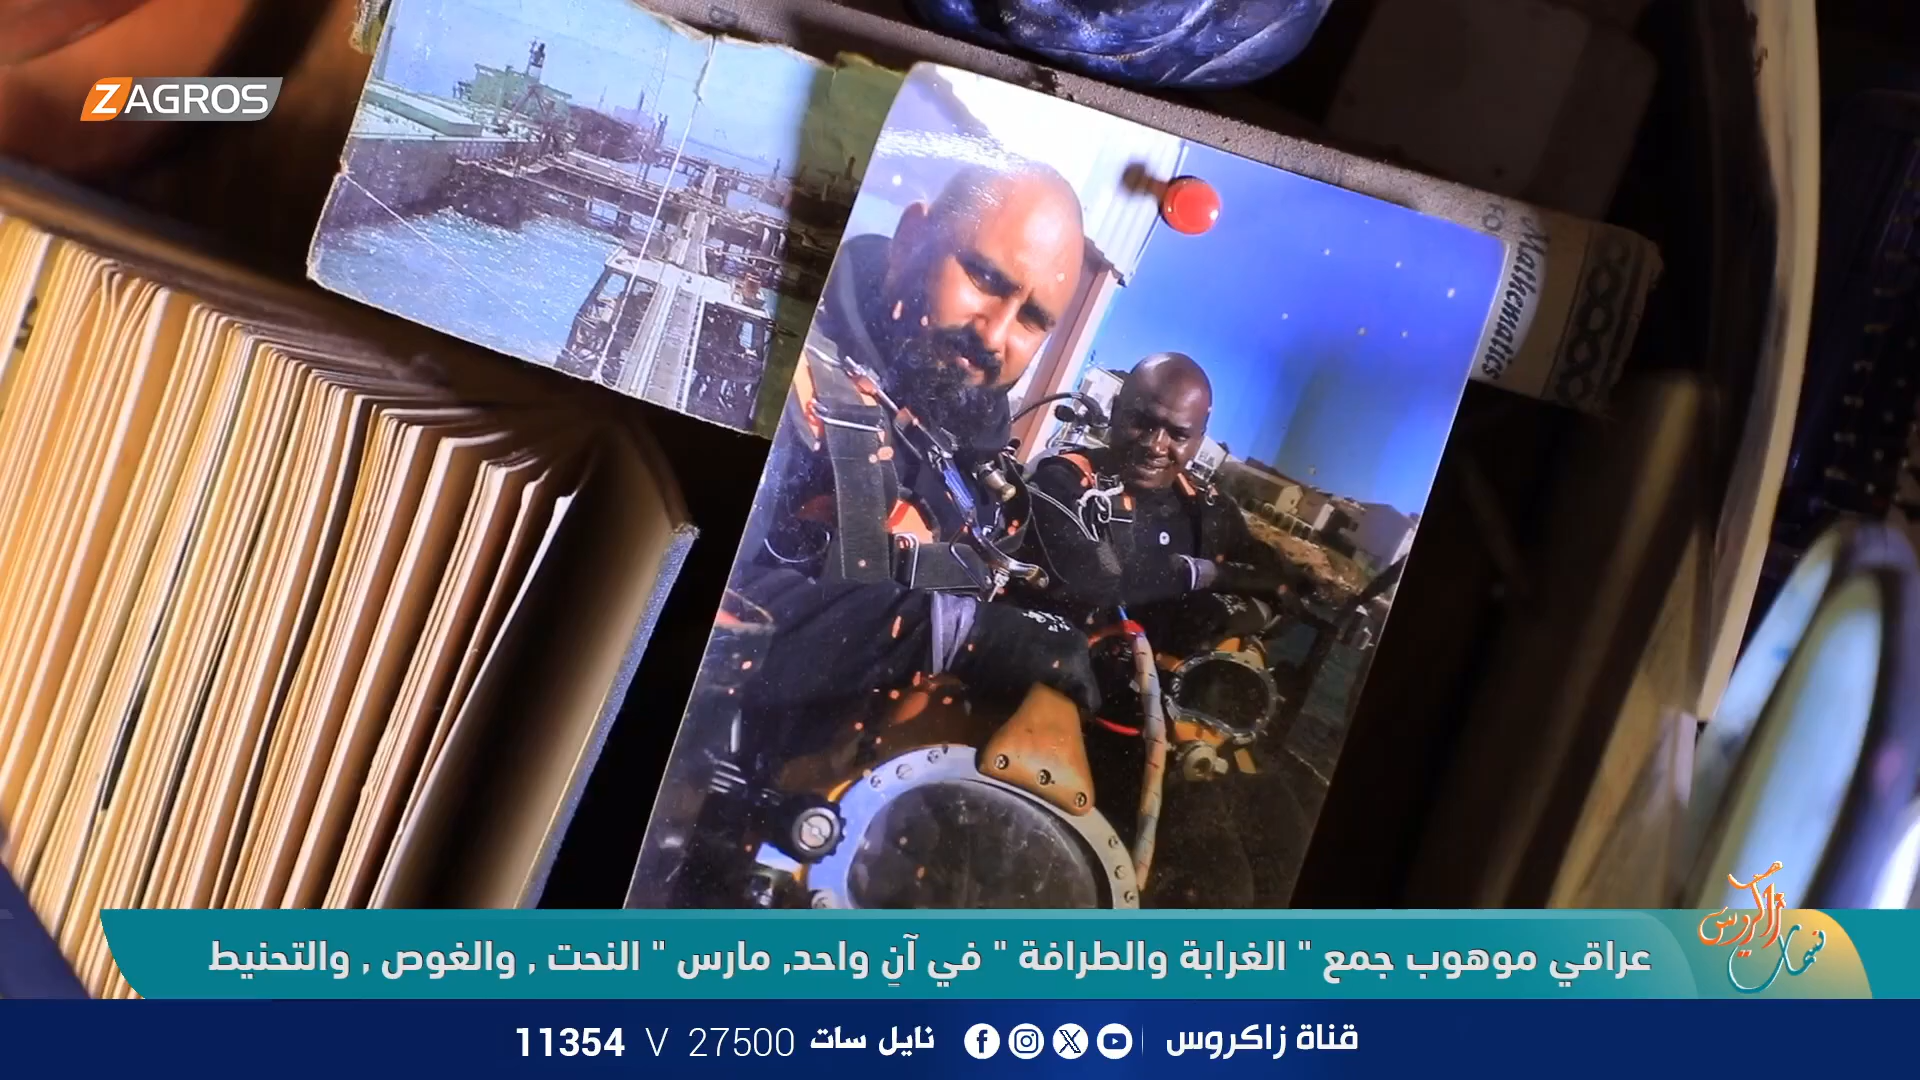 ZAGROS
Mathematics
عراقي موهوب جمع " الغرابة والطرافة " في آنِ واحد, مارس " النحت , والغوص , والتحنيط
قناة زاكروس
نايل سات 27500 V 11354